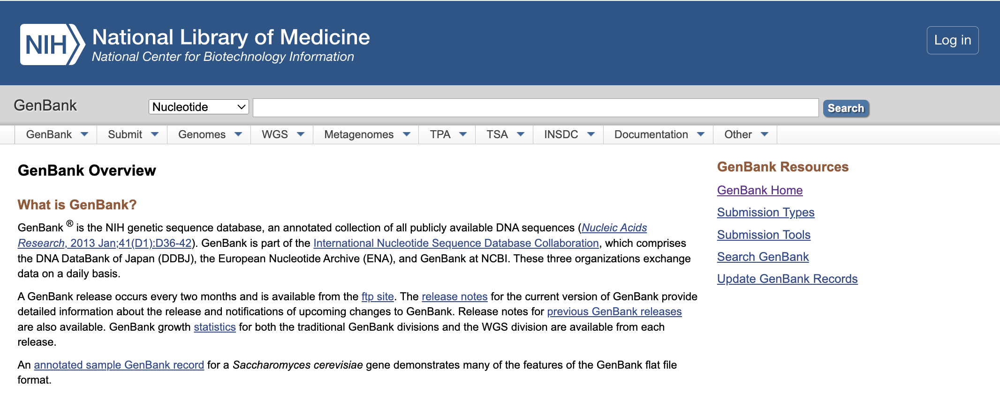 NIH National Library of Medicine
National Center for Biotechnology Information
Log in
GenBank
Nucleotide
Search
GenBank Submit Genomes WGS Metagenomes TPA TSA INSDC Documentation Other
GenBank Overview
What is GenBank?
GenBank ® is the NIH genetic sequence database, an annotated collection of all publicly available DNA sequences (Nucleic Acids
Research, 2013 Jan;41(D1):D36-42). GenBank is part of the International Nucleotide Sequence Database Collaboration, which comprises
the DNA DataBank of Japan (DDBJ), the European Nucleotide Archive (ENA), and GenBank at NCBI. These three organizations exchange
data on a daily basis.
A GenBank release occurs every two months and is available from the ftp site. The release notes for the current version of GenBank provide
detailed information about the release and notifications of upcoming changes to GenBank. Release notes for previous GenBank releases
are also available. GenBank growth statistics for both the traditional GenBank divisions and the WGS division are available from each
release.
An annotated sample GenBank record for a Saccharomyces cerevisiae gene demonstrates many of the features of the GenBank flat file
format.
GenBank Resources
GenBank Home
Submission Types
Submission Tools
Search GenBank
Update GenBank Records